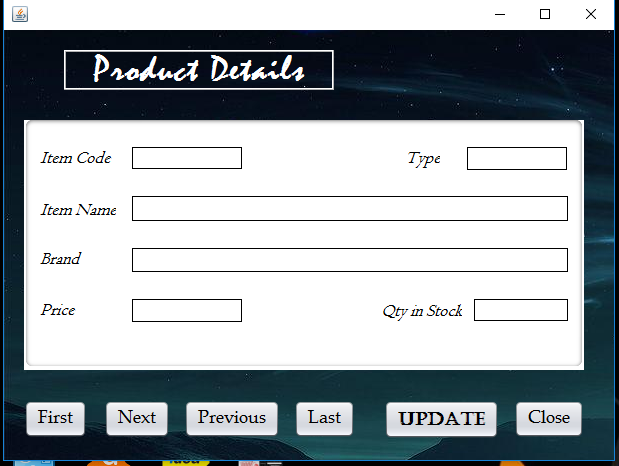 Product Details
Item Code Type
Item Name
Brand
Price Qty in Stock
First Next Previous Last UPDATE Close